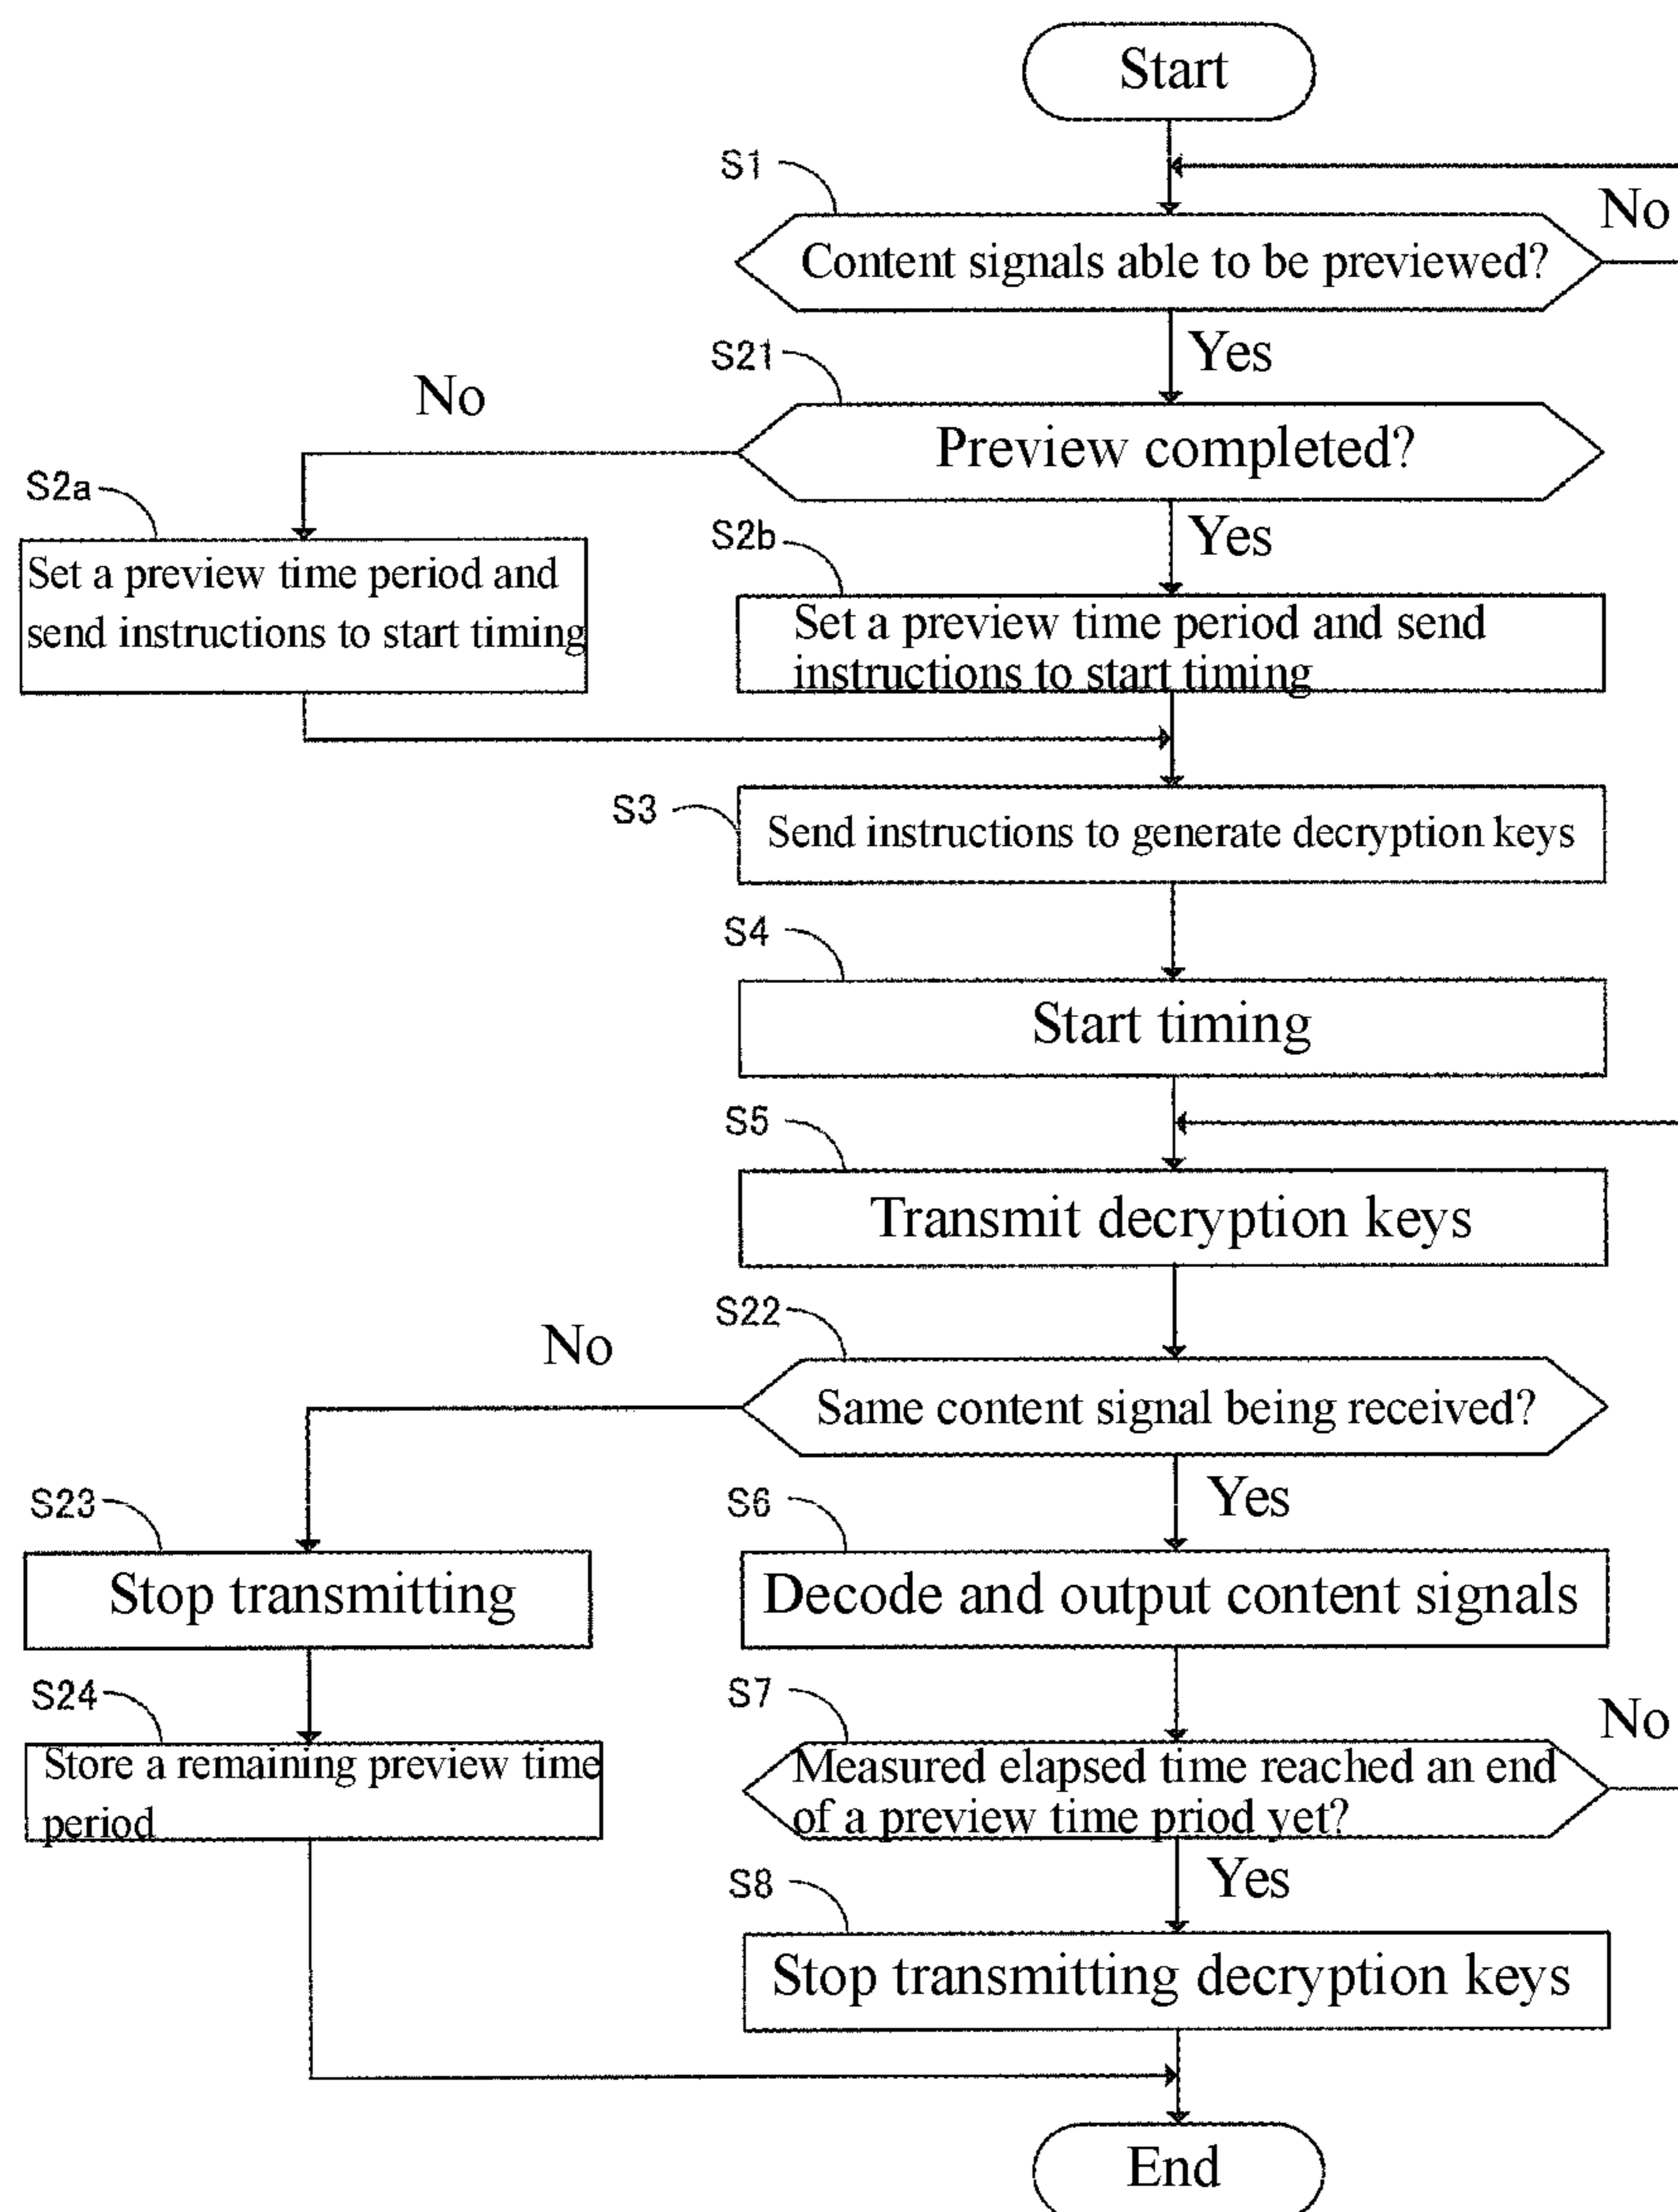 Start
S1
No
Content signals able to be previewed?
S21
Yes
No
Preview completed?
S2a
S2b
Yes
Set a preview time period and
send instructions to start timing
Set a preview time period and send
instructions to start timing
S3
Send instructions to generate decryption keys
S4
Start timing
S5
Transmit decryption keys
S22
No
Same content signal being received?
S23
S6
Yes
Stop transmitting
Decode and output content signals
S24
S7
No
Store a remaining preview time
period
Measured elapsed time reached an end
of a preview time priod yet?
S8
Yes
Stop transmitting decryption keys
End